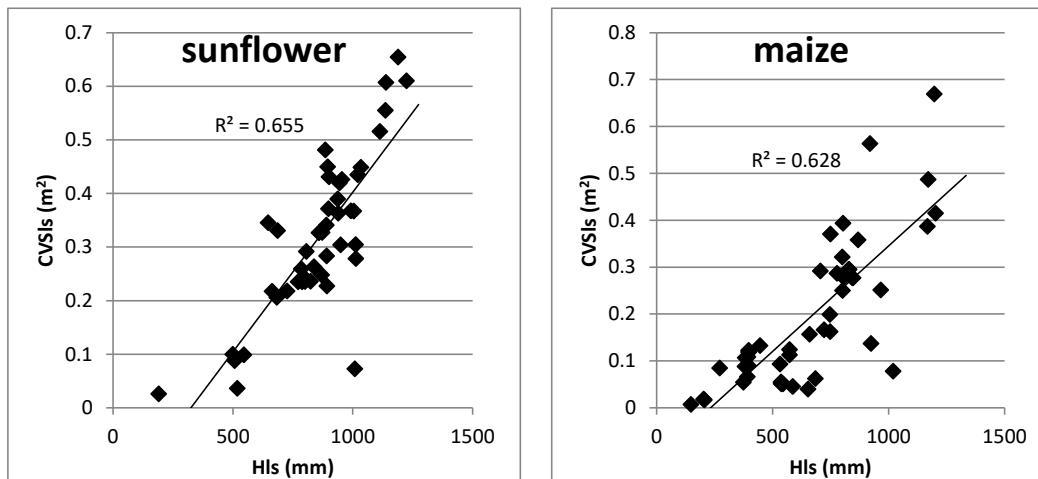 sunflower
R² = 0.655
CVSls (m²)
0.7
0.6
0.5
0.4
0.3
0.2
0.1
0
0 500 1000 1500
Hls (mm)
maize
R² = 0.628
CVSls (m²)
0.8
0.7
0.6
0.5
0.4
0.3
0.2
0.1
0
0 500 1000 1500
Hls (mm)